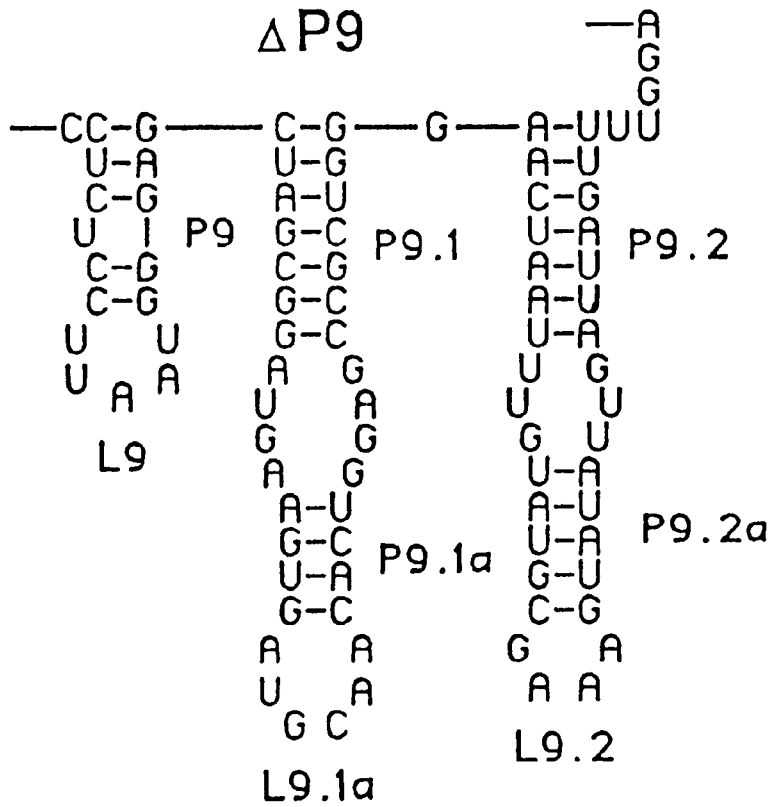 ΔP9 —A
G
G
—CC-G——C-G—G—A-UUU
U-A U-G A-U
C-G A-U C-G
U | P9 G-C P9.1 U-A P9.2
C-G C-G A-U
C-G G-C A-U
U U G-C U-A
U A A A G U G
L9 U A U U
G G G U
A G U-A
A-U A-U
G-C P9.1a U-A P9.2a
U-A G-U
G-C C-G
A A G A
U A A A
G C L9.2
L9.1a